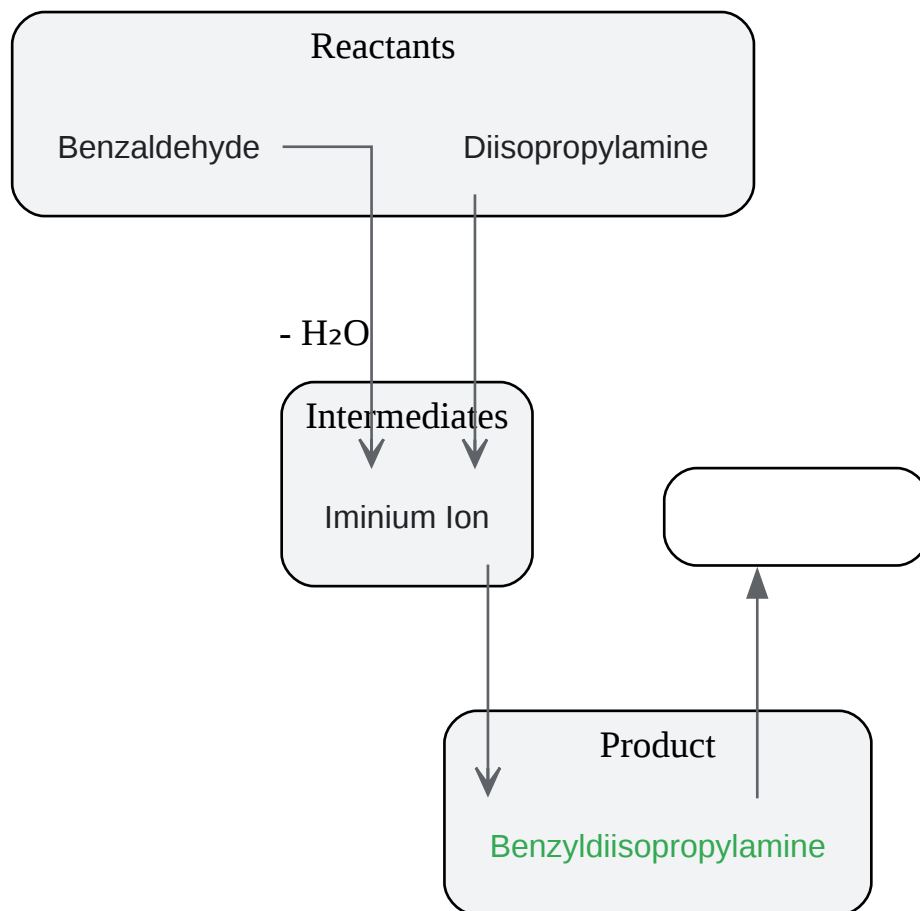 Reactants
Benzaldehyde
Diisopropylamine
- H₂O
Intermediates
Iminium Ion
Product
Benzyldiisopropylamine